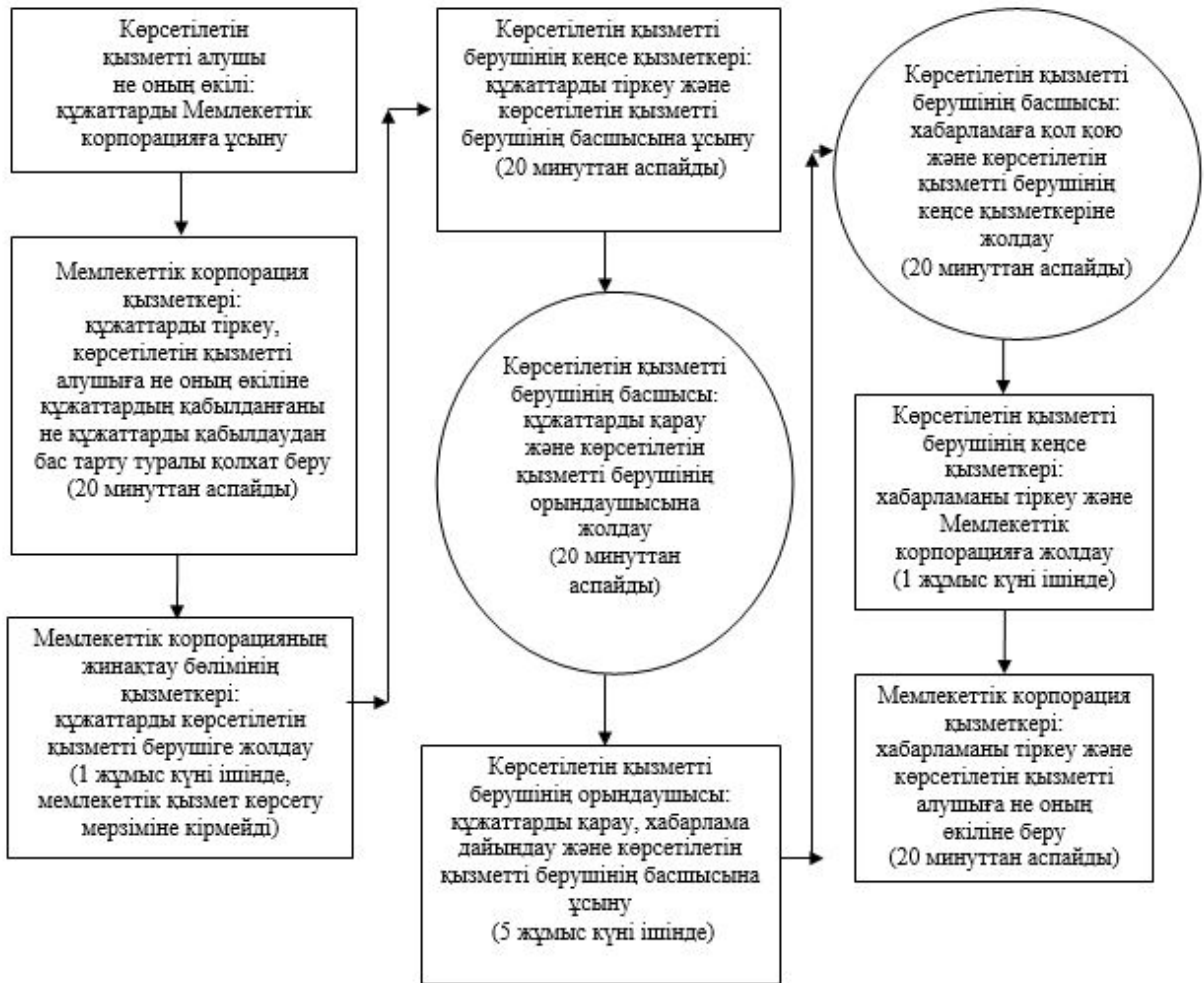 Көрсетілетін
қызметті алушы
не оның өкілі:
құжаттарды Мемлекеттік
корпорацияға ұсыну
Мемлекеттік корпорация
қызметкері:
құжаттарды тіркеу,
көрсетілетін қызметті
алушыға не оның өкіліне
құжаттардың қабылданғаны
не құжаттарды қабылдаудан
бас тарту туралы қолхат беру
(20 минуттан аспайды)
Мемлекеттік корпорацияның
жинақтау бөлімінің
қызметкері:
құжаттарды көрсетілетін
қызметті берушіге жолдау
(1 жұмыс күні ішінде,
мемлекеттік қызмет көрсету
мерзіміне кірмейді)
Көрсетілетін қызметті
берушінің кеңсе қызметкері:
құжаттарды тіркеу және
көрсетілетін қызметті
берушінің басшысына ұсыну
(20 минуттан аспайды)
Көрсетілетін қызметті
берушінің басшысы:
құжаттарды қарау
және көрсетілетін
қызметті берушінің
орындаушысына
жолдау
(20 минуттан
аспайды)
Көрсетілетін қызметті
берушінің орындаушысы:
құжаттарды қарау, хабарлама
дайындау және көрсетілетін
қызметті берушінің басшысына
ұсыну
(5 жұмыс күні ішінде)
Көрсетілетін қызметті
берушінің басшысы:
хабарламаға қол қою
және көрсетілетін
қызметті берушінің
кеңсе қызметкеріне
жолдау
(20 минуттан аспайды)
Көрсетілетін қызметті
берушінің кеңсе
қызметкері:
хабарламаны тіркеу және
Мемлекеттік
корпорацияға жолдау
(1 жұмыс күні ішінде)
Мемлекеттік корпорация
қызметкері:
хабарламаны тіркеу және
көрсетілетін қызметті
алушыға не оның
өкіліне беру
(20 минуттан аспайды)